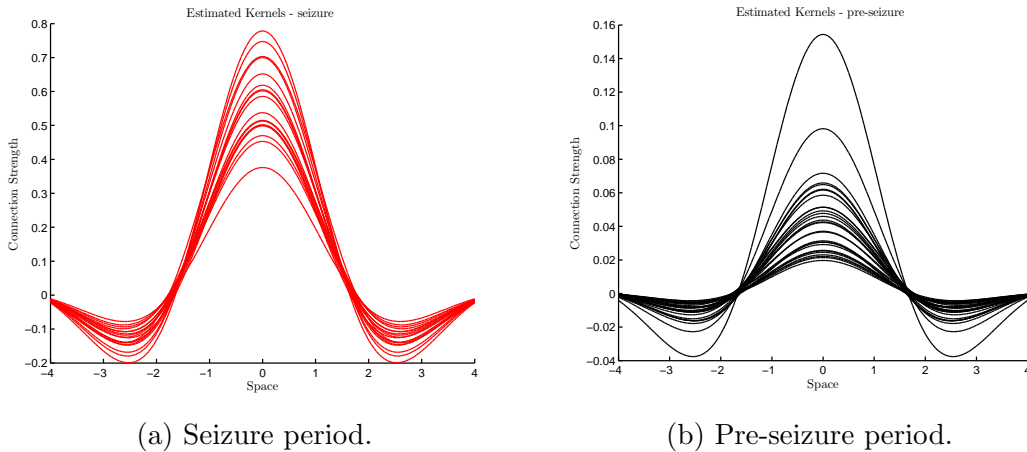 Estimated Kernels - seizure
0.8
0.7
0.6
0.5
0.4
0.3
0.2
0.1
0
−0.1
−0.2
Connection Strength
−4 −3 −2 −1 0 1 2 3 4
Space
(a) Seizure period.
Estimated Kernels - pre-seizure
0.16
0.14
0.12
0.1
0.08
0.06
0.04
0.02
0
−0.02
−0.04
Connection Strength
−4 −3 −2 −1 0 1 2 3 4
Space
(b) Pre-seizure period.